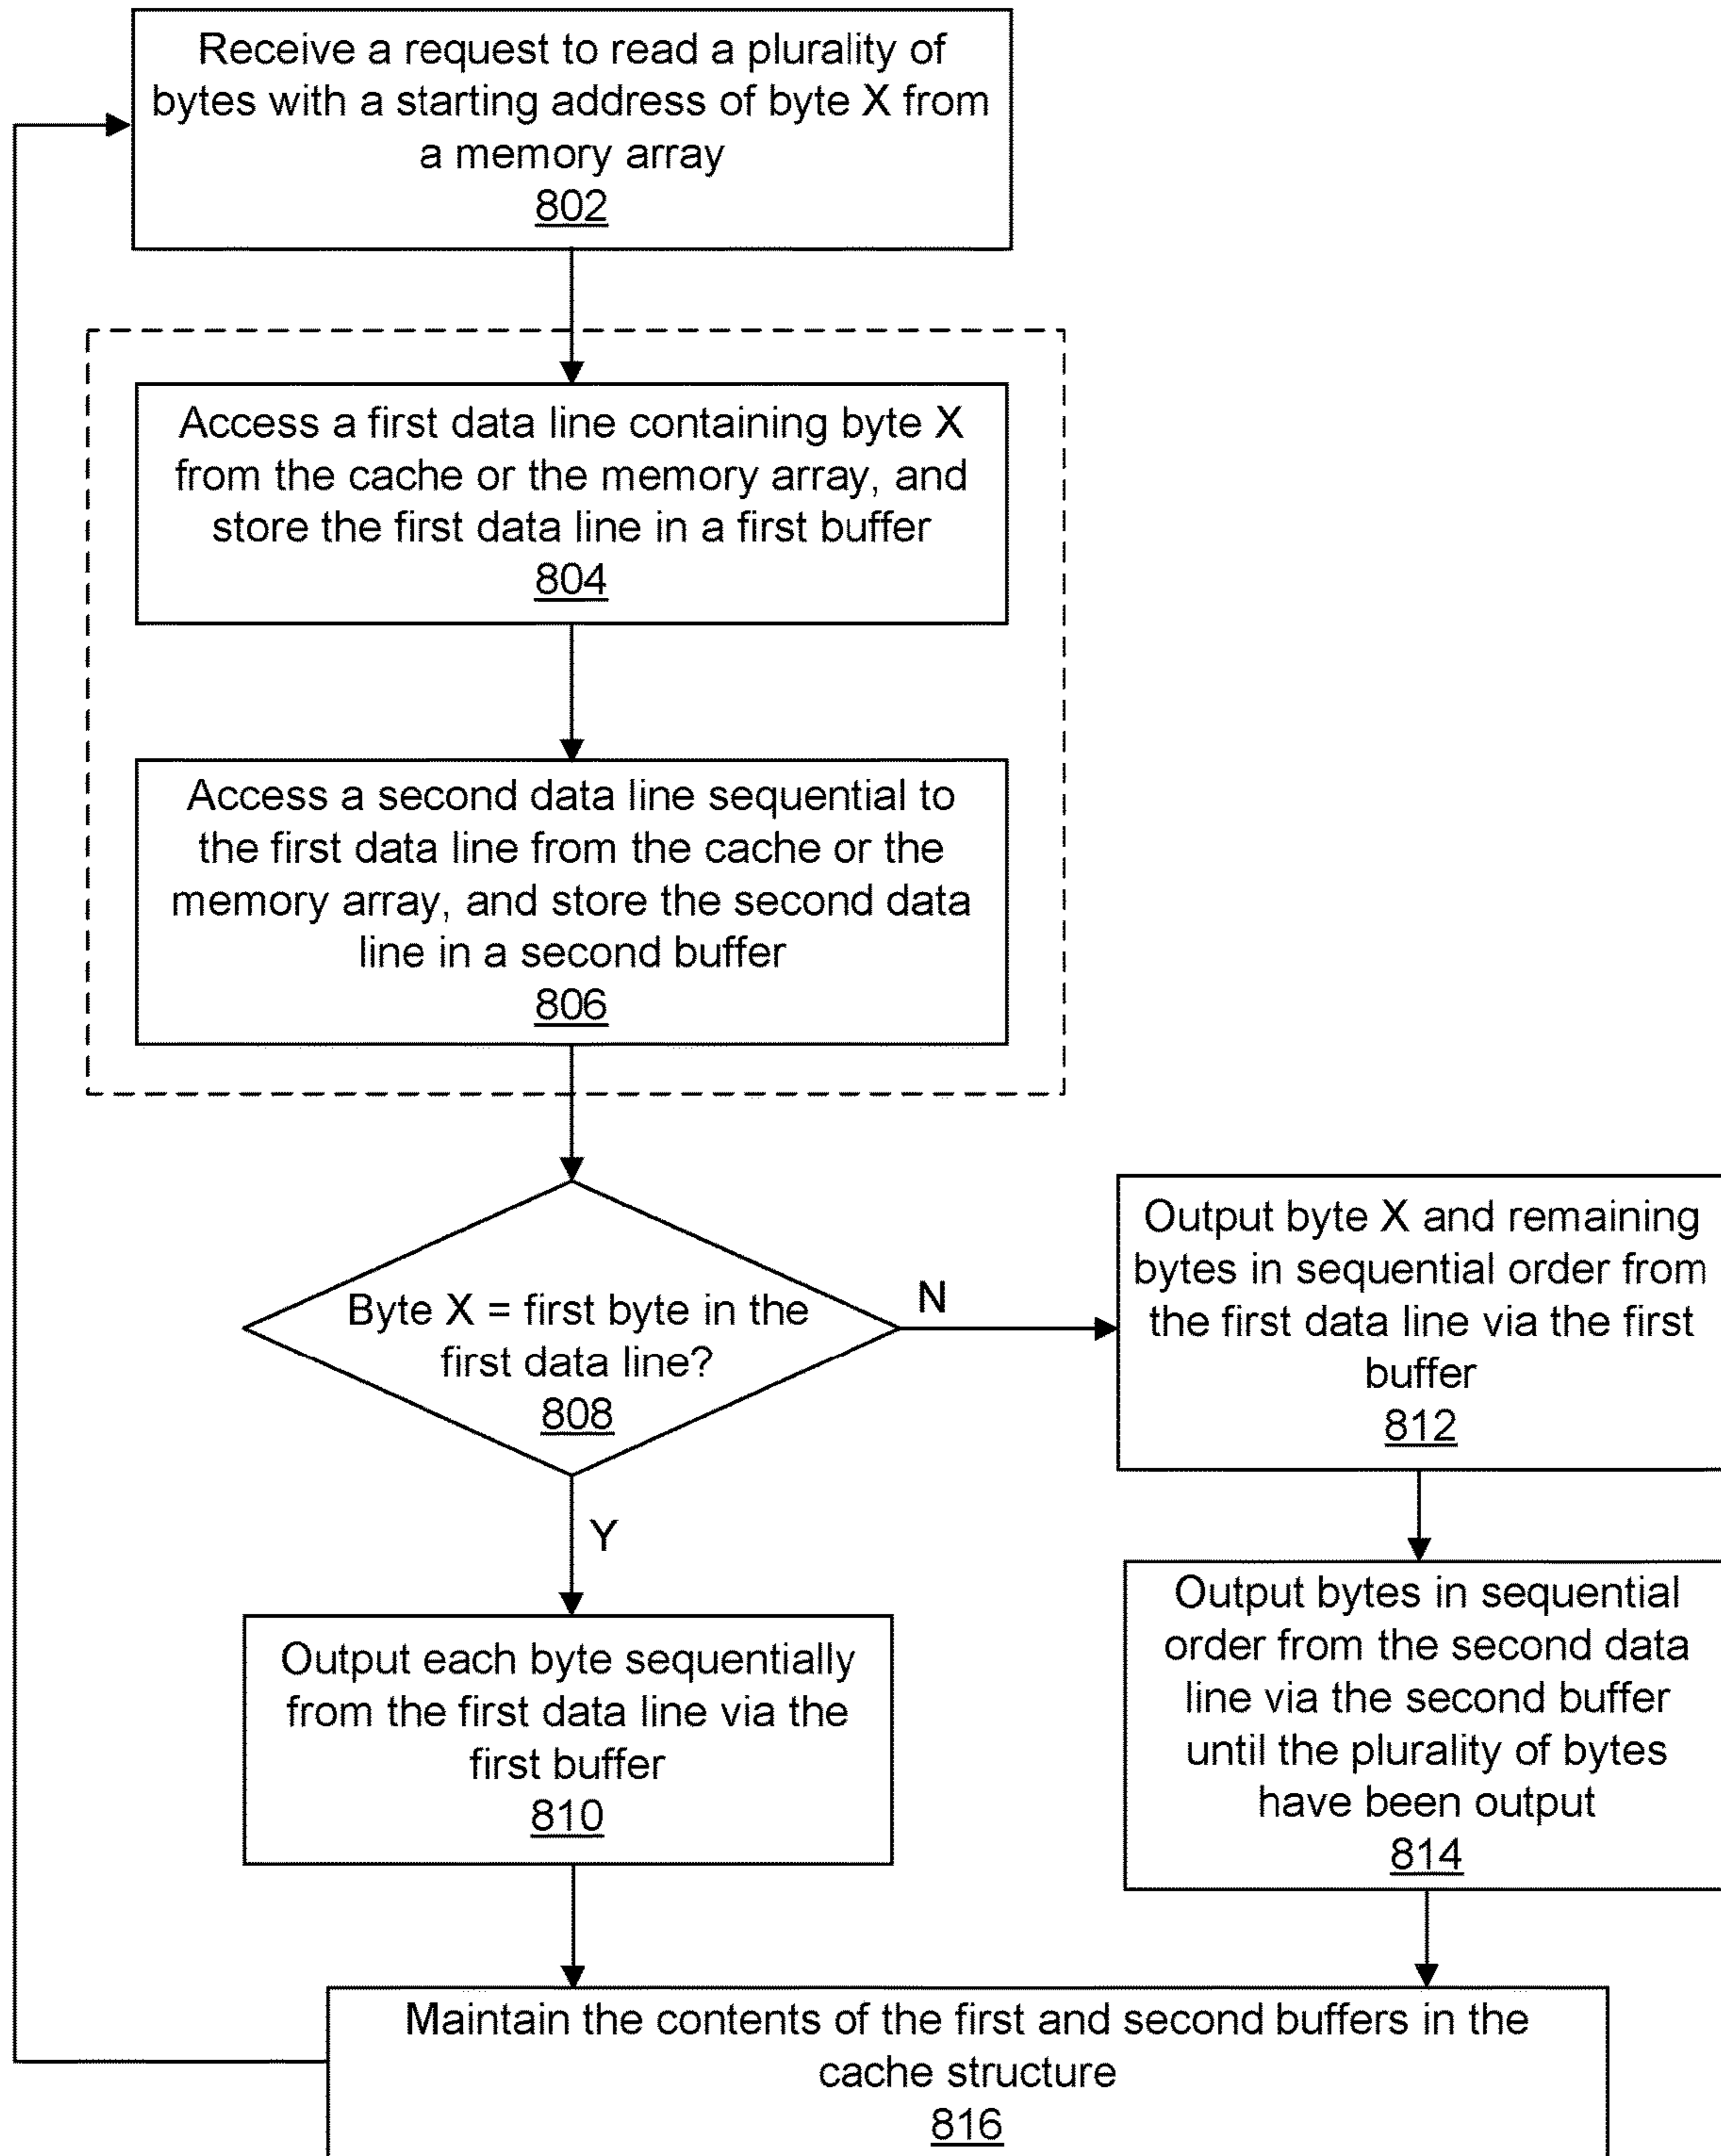 Receive a request to read a plurality of
bytes with a starting address of byte X from
a memory array
802
Access a first data line containing byte X
from the cache or the memory array, and
store the first data line in a first buffer
804
Access a second data line sequential to
the first data line from the cache or the
memory array, and store the second data
line in a second buffer
806
Byte X = first byte in the
first data line?
808
N
Output byte X and remaining
bytes in sequential order from
the first data line via the first
buffer
812
Y
Output each byte sequentially
from the first data line via the
first buffer
810
Output bytes in sequential
order from the second data
line via the second buffer
until the plurality of bytes
have been output
814
Maintain the contents of the first and second buffers in the
cache structure
816